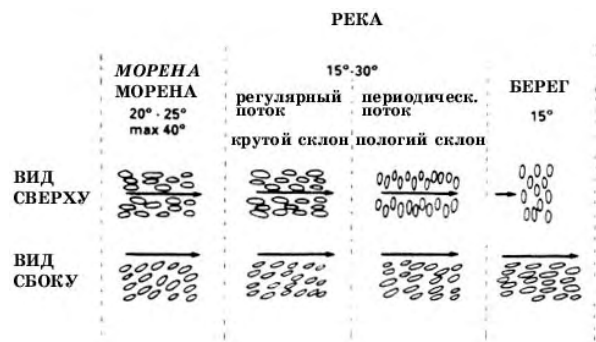 РЕКА
МОРЕНА
МОРЕНА
20° - 25°
max 40°
15°-30°
регулярный
поток
крутой склон
периодическ.
поток
пологий склон
БЕРЕГ
15°
ВИД
СВЕРХУ
ВИД
СБОКУ